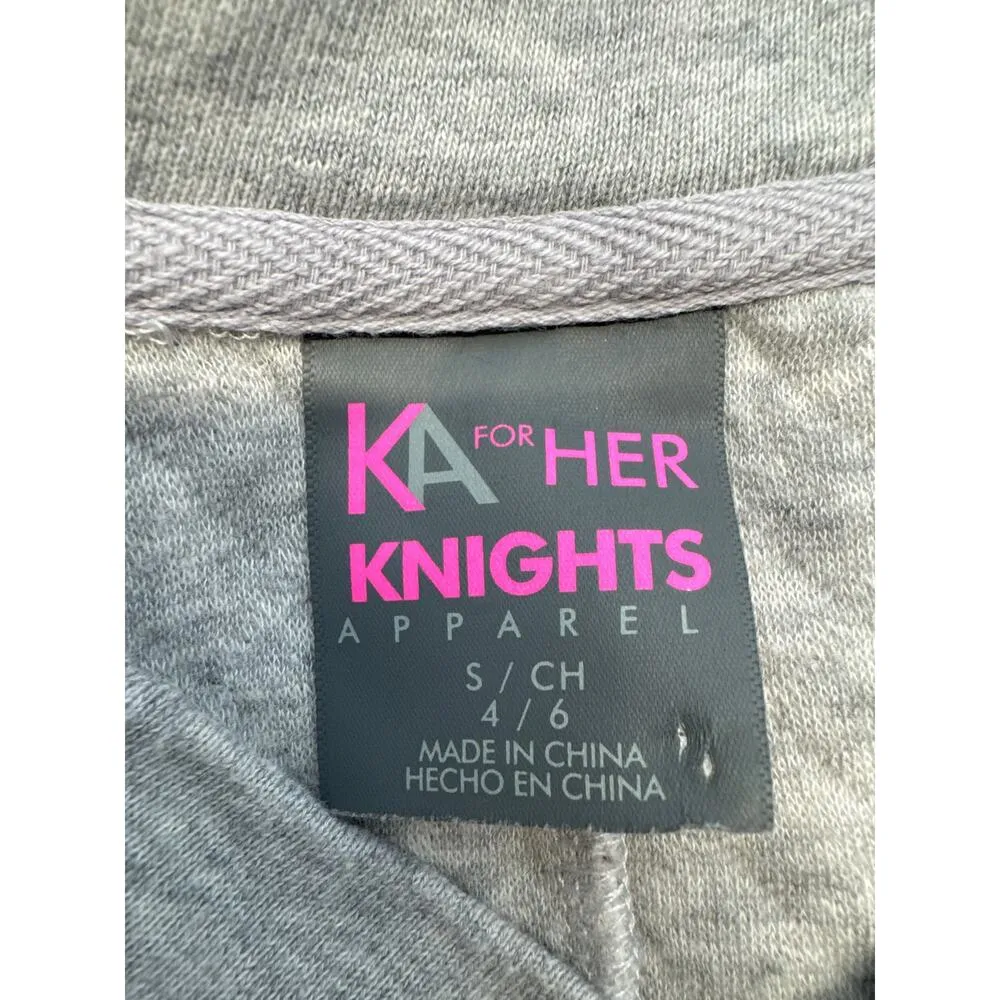 KA FOR HER
KNIGHTS
APPAREL
S / CH
4 / 6
MADE IN CHINA
HECHO EN CHINA